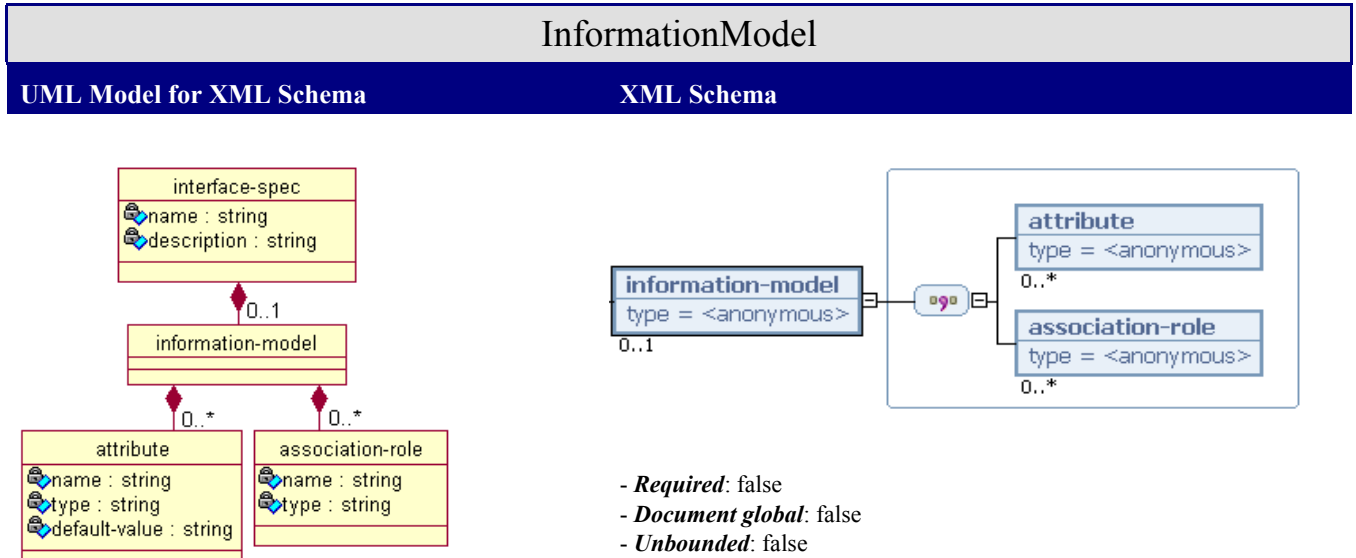 InformationModel
UML Model for XML Schema
XML Schema
interface-spec
name : string
description : string
0..1
information-model
0..*
0..*
attribute
name : string
type : string
default-value : string
association-role
name : string
type : string
information-model
type = <anonymous>
0..1
attribute
type = <anonymous>
0..*
association-role
type = <anonymous>
0..*
- Required: false
- Document global: false
- Unbounded: false